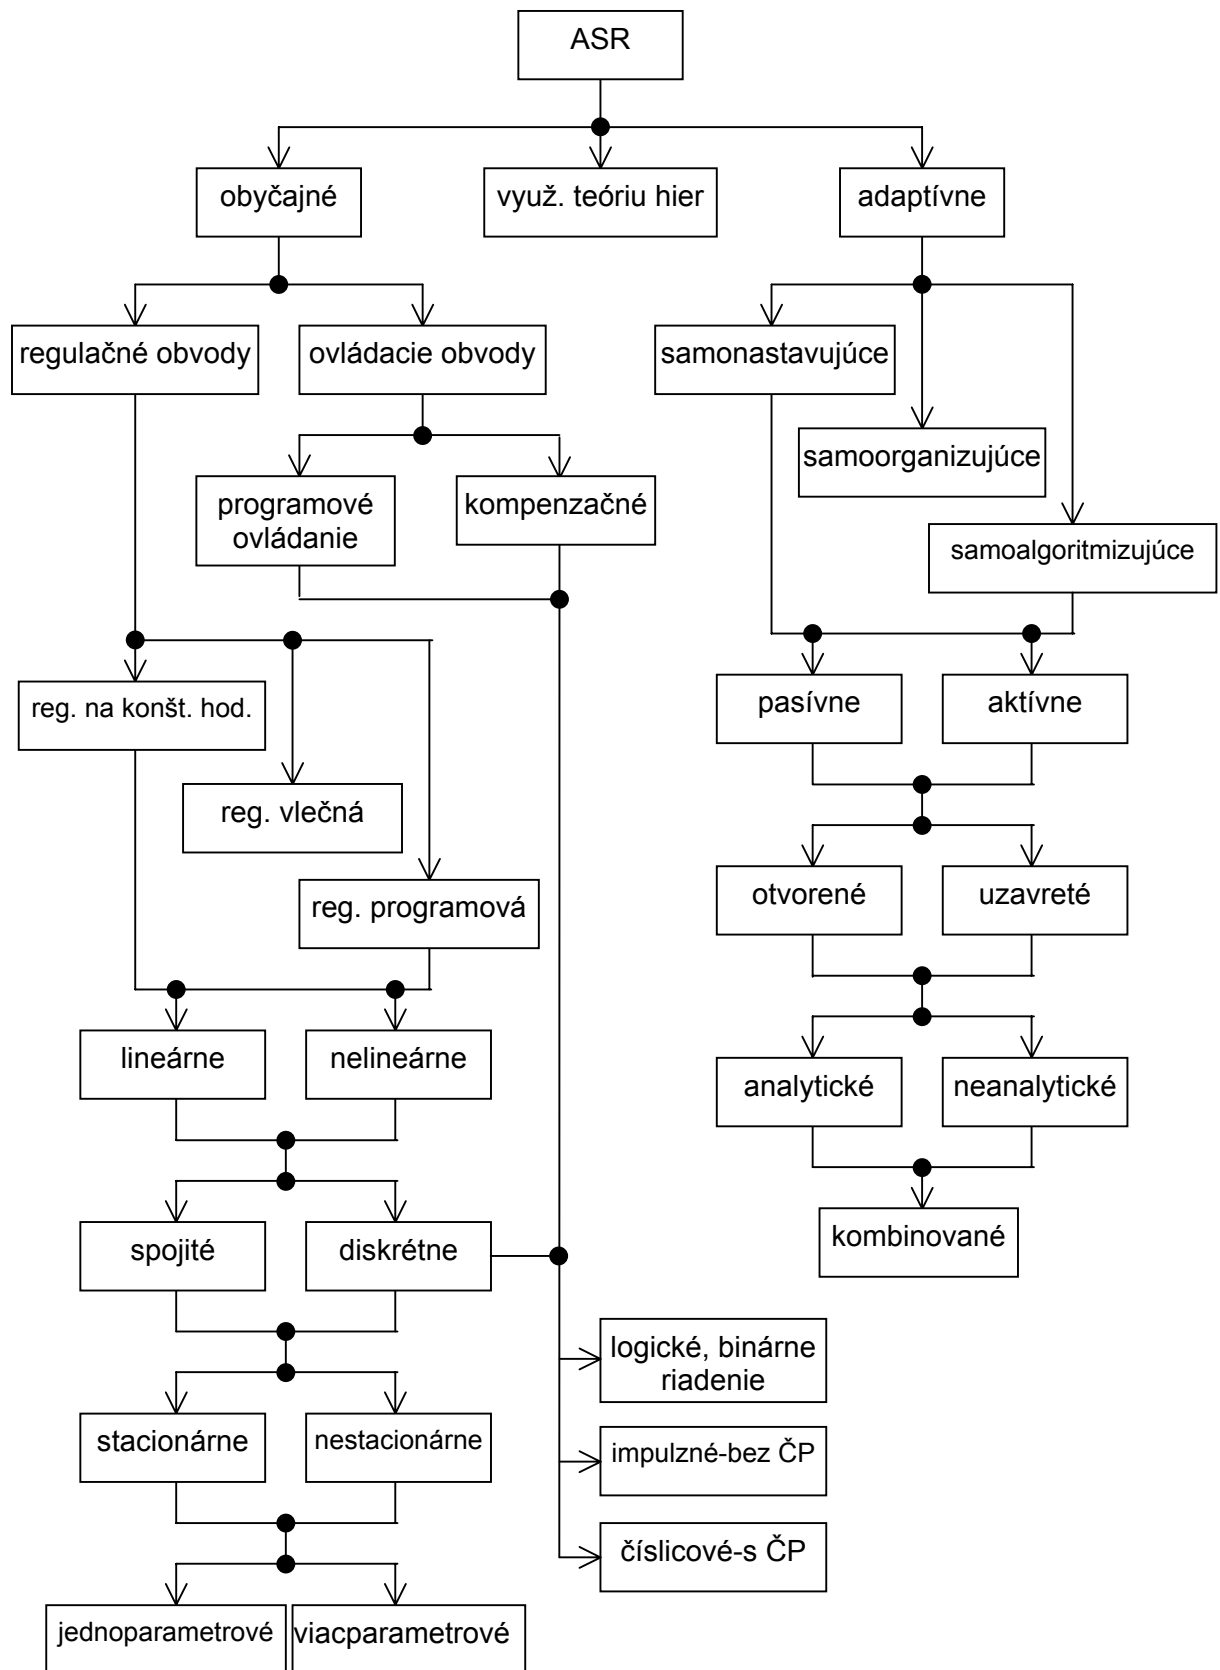 ASR
obyčajné
využ. teóriu hier
adaptívne
regulačné obvody
ovládacie obvody
samonastavujúce
samoorganizujúce
programové
ovládanie
kompenzačné
samoalgoritmizujúce
reg. na konšt. hod.
pasívne
aktívne
reg. vlečná
otvorené
uzavreté
reg. programová
lineárne
nelineárne
analytické
neanalytické
spojité
diskrétne
kombinované
logické, binárne
riadenie
stacionárne
nestacionárne
impulzné-bez ČP
číslicové-s ČP
jednoparametrové
viacparametrové